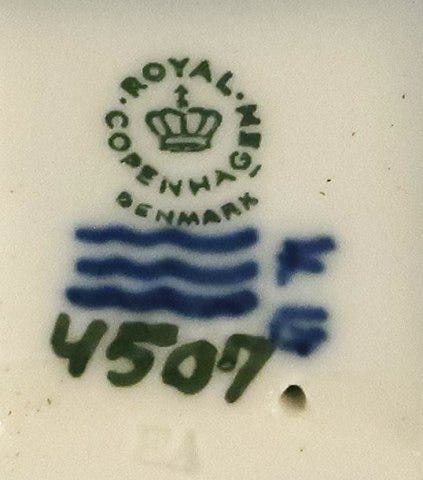 ROYAL
COPENHAGEN
DENMARK
F
G
4507